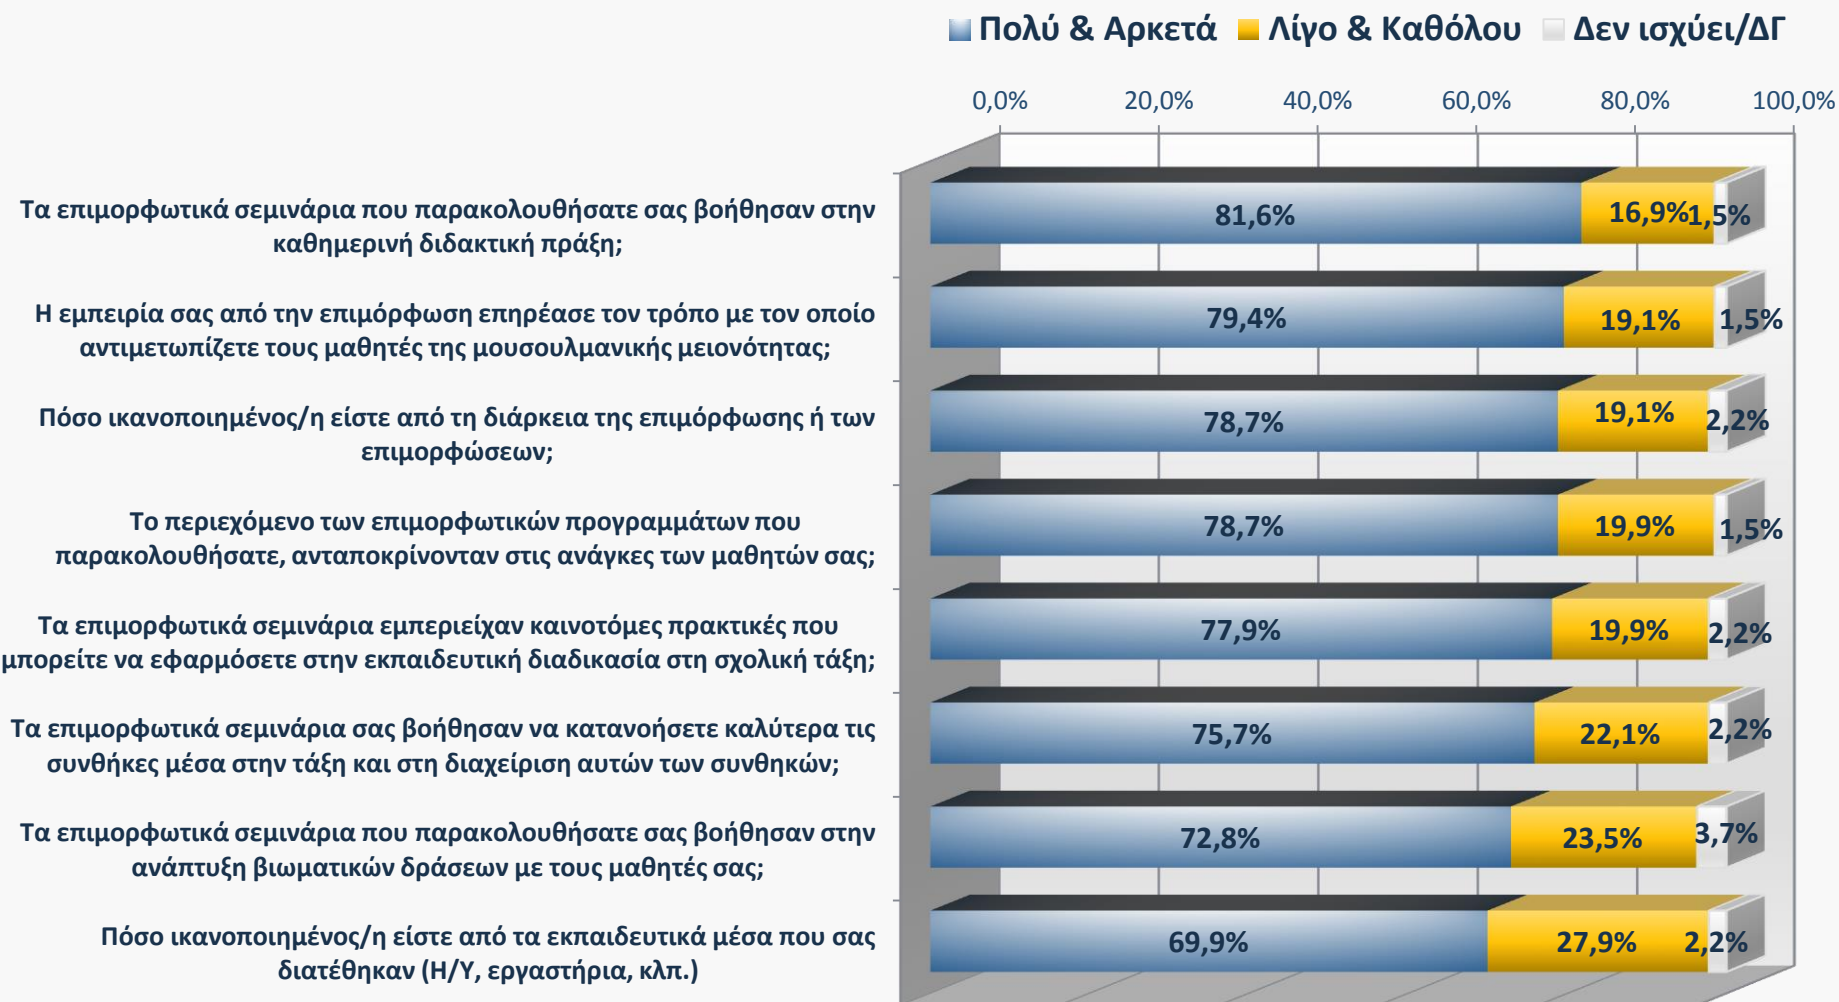 Πολύ & Αρκετά Λίγο & Καθόλου Δεν ισχύει/ΔΓ
0,0% 20,0% 40,0% 60,0% 80,0% 100,0%
Τα επιμορφωτικά σεμινάρια που παρακολουθήσατε σας βοήθησαν στην
καθημερινή διδακτική πράξη;
81,6% 16,9% 1,5%
Η εμπειρία σας από την επιμόρφωση επηρέασε τον τρόπο με τον οποίο
αντιμετωπίζετε τους μαθητές της μουσουλμανικής μειονότητας;
79,4% 19,1% 1,5%
Πόσο ικανοποιημένος/η είστε από τη διάρκεια της επιμόρφωσης ή των
επιμορφώσεων;
78,7% 19,1% 2,2%
Το περιεχόμενο των επιμορφωτικών προγραμμάτων που
παρακολουθήσατε, ανταποκρίνονταν στις ανάγκες των μαθητών σας;
78,7% 19,9% 1,5%
Τα επιμορφωτικά σεμινάρια εμπεριείχαν καινοτόμες πρακτικές που
μπορείτε να εφαρμόσετε στην εκπαιδευτική διαδικασία στη σχολική τάξη;
77,9% 19,9% 2,2%
Τα επιμορφωτικά σεμινάρια σας βοήθησαν να κατανοήσετε καλύτερα τις
συνθήκες μέσα στην τάξη και στη διαχείριση αυτών των συνθηκών;
75,7% 22,1% 2,2%
Τα επιμορφωτικά σεμινάρια που παρακολουθήσατε σας βοήθησαν στην
ανάπτυξη βιωματικών δράσεων με τους μαθητές σας;
72,8% 23,5% 3,7%
Πόσο ικανοποιημένος/η είστε από τα εκπαιδευτικά μέσα που σας
διατέθηκαν (Η/Υ, εργαστήρια, κλπ.)
69,9% 27,9% 2,2%